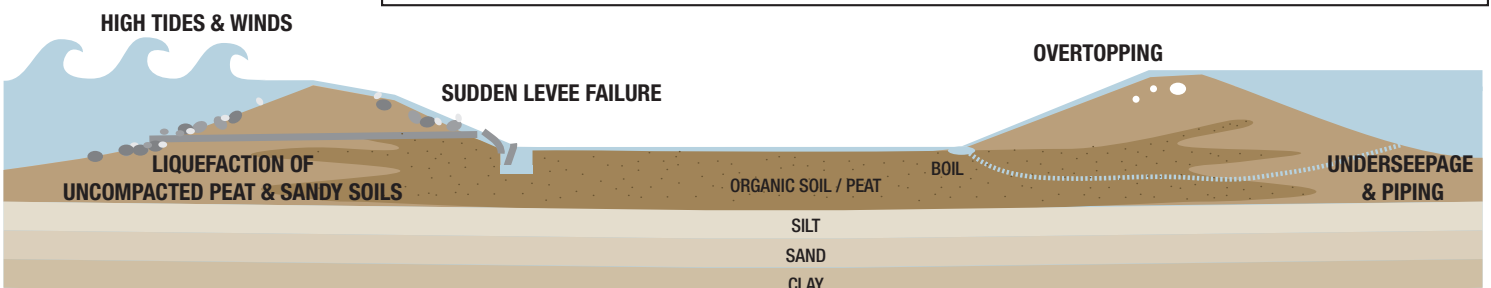 HIGH TIDES & WINDS
OVERTOPPING
SUDDEN LEVEE FAILURE
LIQUEFACTION OF
UNCOMPACTED PEAT & SANDY SOILS
ORGANIC SOIL / PEAT
BOIL
UNDERSEEPAGE
& PIPING
SILT
SAND
CLAY